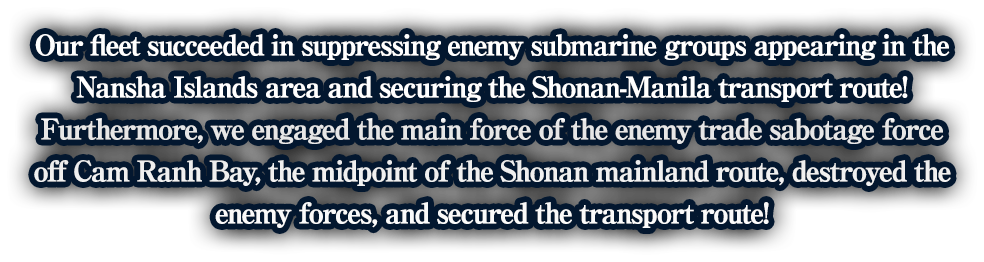 Our fleet succeeded in suppressing enemy submarine groups appearing in the
Nansha Islands area and securing the Shonan-Manila transport route!
Furthermore, we engaged the main force of the enemy trade sabotage force
off Cam Ranh Bay, the midpoint of the Shonan mainland route, destroyed the
enemy forces, and secured the transport route!